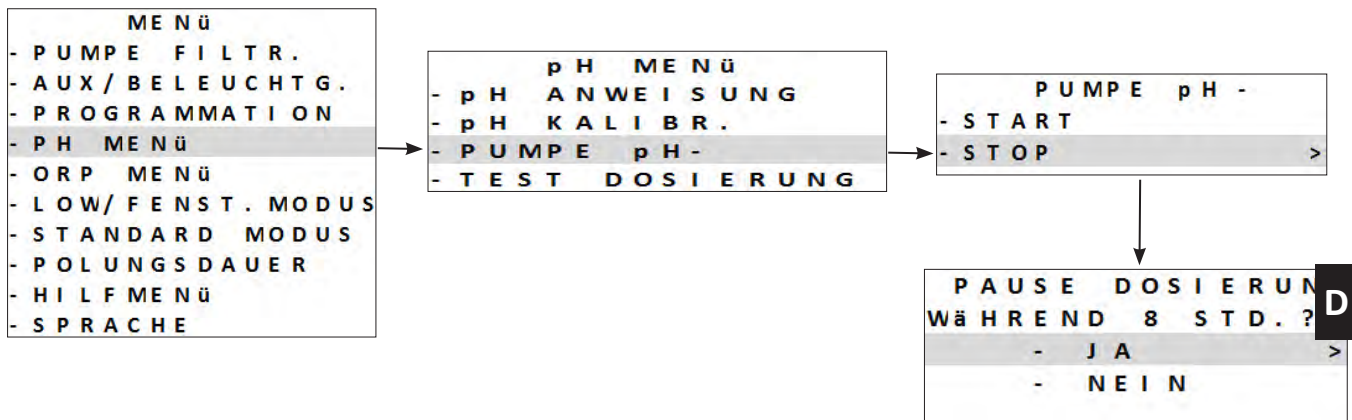 MENü
- PUMPE FILTR.
- AUX/BELEUCHTG.
- PROGRAMMATION
- PH MENü
- ORP MENü
- LOW/FENST. MODUS
- STANDARD MODUS
- POLUNGSDAUER
- HILFMENü
- SPRACHE
pH MENü
- pH ANWEISUNG
- pH KALIBR.
- PUMPE pH-
- TEST DOSIERUNG
PUMPE pH -
- START
- STOP >
PAUSE DOSIERUN
WäHREND 8 STD.?
- JA >
- NEIN
D